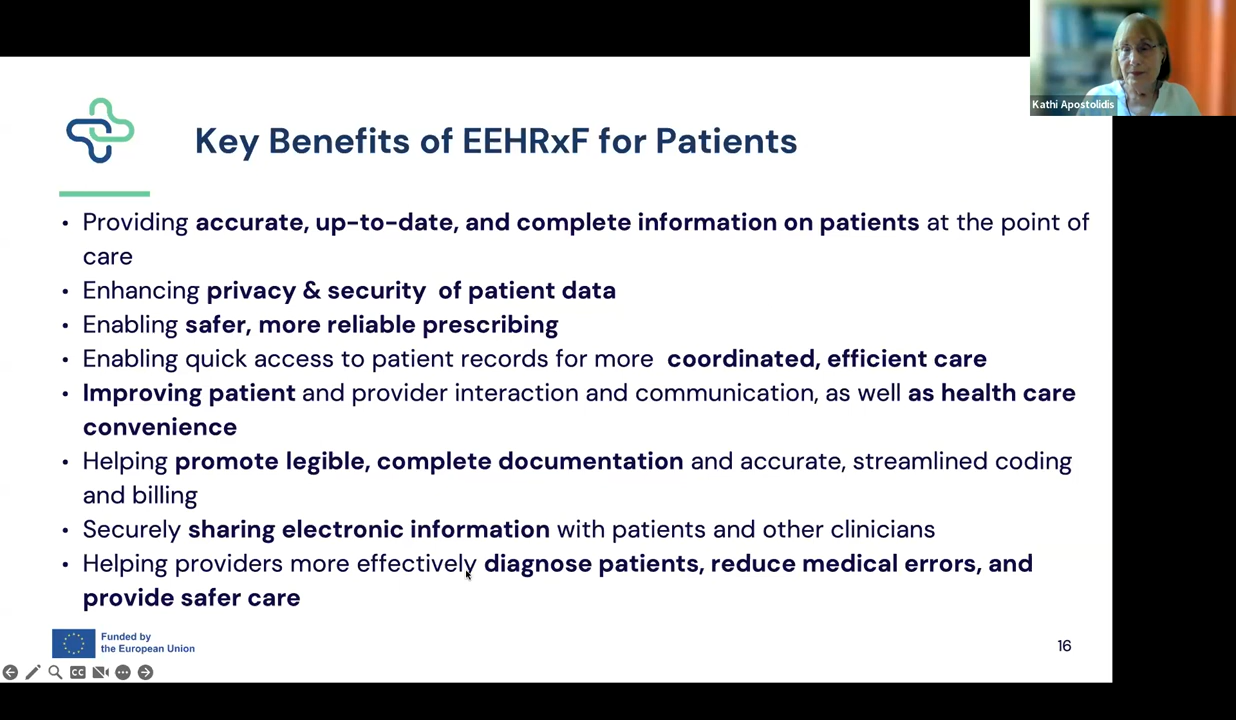 Kathi Apostolidis
Key Benefits of EEHRxF for Patients
• Providing accurate, up-to-date, and complete information on patients at the point of
care
• Enhancing privacy & security  of patient data
• Enabling safer, more reliable prescribing
• Enabling quick access to patient records for more  coordinated, efficient care
• Improving patient and provider interaction and communication, as well as health care
convenience
• Helping promote legible, complete documentation and accurate, streamlined coding
and billing
• Securely sharing electronic information with patients and other clinicians
• Helping providers more effectively diagnose patients, reduce medical errors, and
provide safer care
Funded by
the European Union
16
CC